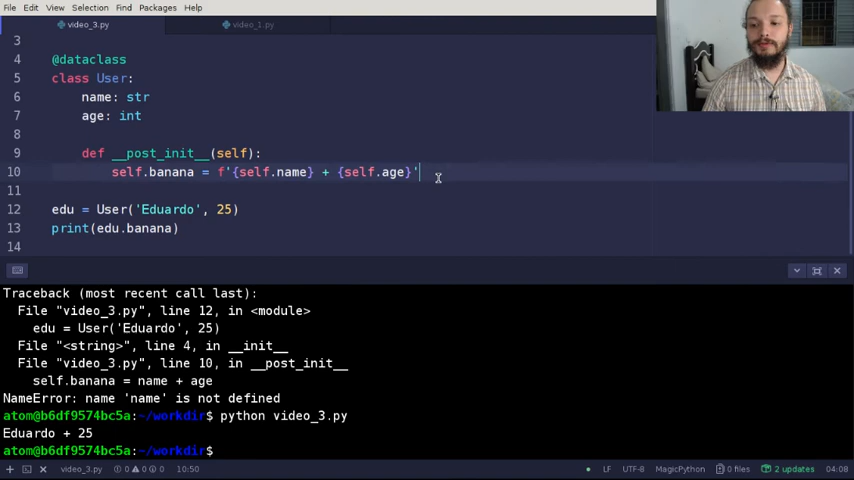 File Edit View Selection Find Packages Help
video_3.py video_1.py
3
4 @dataclass
5 class User:
6 name: str
7 age: int
8
9 def __post_init__(self):
10 self.banana = f'{self.name} + {self.age}'
11
12 edu = User('Eduardo', 25)
13 print(edu.banana)
14
Traceback (most recent call last):
File "video_3.py", line 12, in <module>
edu = User('Eduardo', 25)
File "<string>", line 4, in __init__
File "video_3.py", line 10, in __post_init__
self.banana = name + age
NameError: name 'name' is not defined
atom@b6df9574bc5a:~/workdir$ python video_3.py
Eduardo + 25
atom@b6df9574bc5a:~/workdir$
video_3.py 0 0 0 10:50 LF UTF-8 MagicPython 0 files 2 updates 04:08